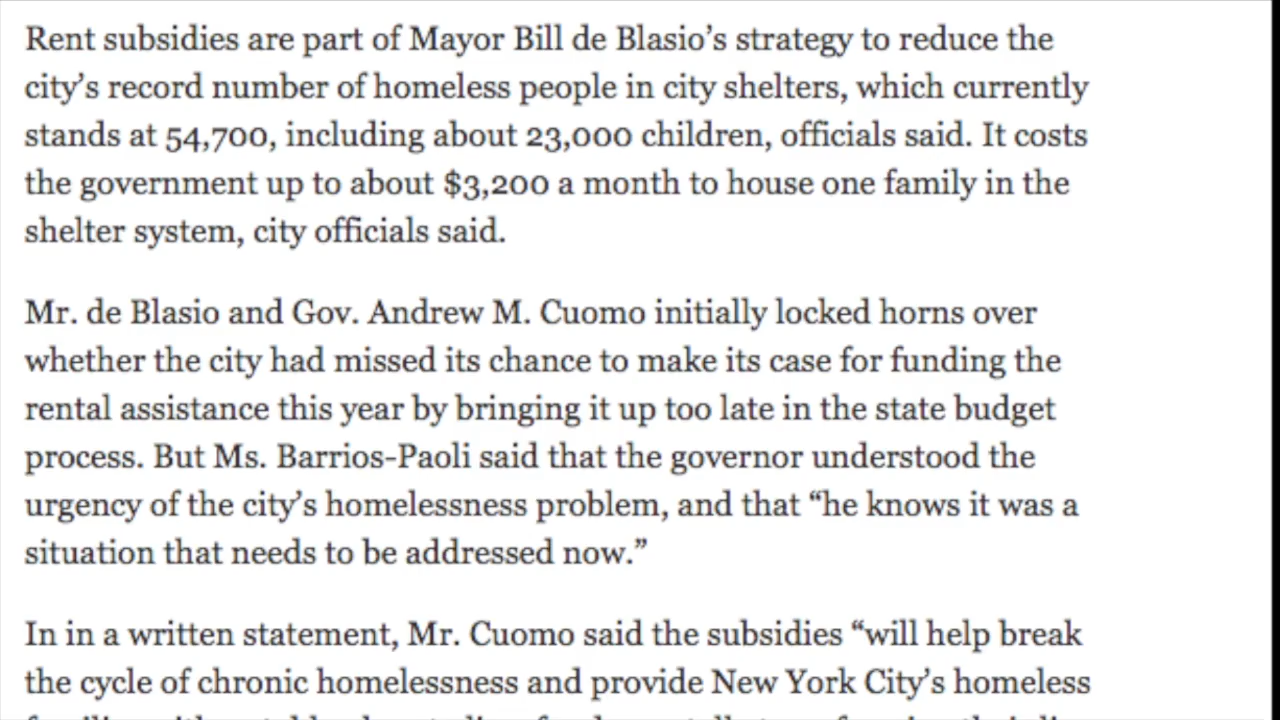 Rent subsidies are part of Mayor Bill de Blasio’s strategy to reduce the
city’s record number of homeless people in city shelters, which currently
stands at 54,700, including about 23,000 children, officials said. It costs
the government up to about $3,200 a month to house one family in the
shelter system, city officials said.
Mr. de Blasio and Gov. Andrew M. Cuomo initially locked horns over
whether the city had missed its chance to make its case for funding the
rental assistance this year by bringing it up too late in the state budget
process. But Ms. Barrios-Paoli said that the governor understood the
urgency of the city’s homelessness problem, and that “he knows it was a
situation that needs to be addressed now.”
In in a written statement, Mr. Cuomo said the subsidies “will help break
the cycle of chronic homelessness and provide New York City’s homeless